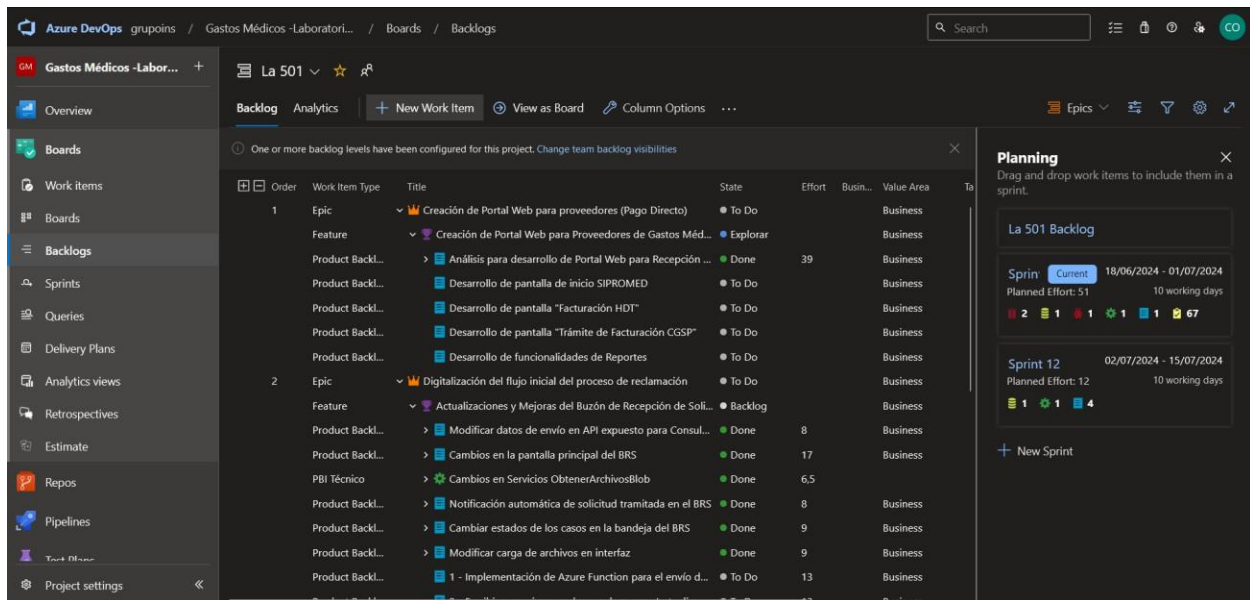 Azure DevOps grupoins / Gastos Médicos -Laboratori... / Boards / Backlogs Search CO
GM Gastos Médicos -Labor... +
Overview
Boards
Work items
Boards
Backlogs
Sprints
Queries
Delivery Plans
Analytics views
Retrospectives
Estimate
Repos
Pipelines
Test Plans
Project settings
La 501
Backlog Analytics New Work Item View as Board Column Options ... Epics
One or more backlog levels have been configured for this project. Change team backlog visibilities
Order Work Item Type Title State Effort Busin... Value Area Ta
1 Epic Creación de Portal Web para proveedores (Pago Directo) To Do Business
Feature Creación de Portal Web para Proveedores de Gastos Méd... Explorar Business
Product Backl... Análisis para desarrollo de Portal Web para Recepción ... Done 39 Business
Product Backl... Desarrollo de pantalla de inicio SIPROMED To Do Business
Product Backl... Desarrollo de pantalla "Facturación HDT" To Do Business
Product Backl... Desarrollo de pantalla "Trámite de Facturación CGSP" To Do Business
Product Backl... Desarrollo de funcionalidades de Reportes To Do Business
2 Epic Digitalización del flujo inicial del proceso de reclamación To Do Business
Feature Actualizaciones y Mejoras del Buzón de Recepción de Soli... Backlog Business
Product Backl... Modificar datos de envío en API expuesto para Consul... Done 8 Business
Product Backl... Cambios en la pantalla principal del BRS Done 17 Business
PBI Técnico Cambios en Servicios ObtenerArchivosBlob Done 6,5
Product Backl... Notificación automática de solicitud tramitada en el BRS Done 8 Business
Product Backl... Cambiar estados de los casos en la bandeja del BRS Done 9 Business
Product Backl... Modificar carga de archivos en interfaz Done 9 Business
Product Backl... 1 - Implementación de Azure Function para el envío d... To Do 13 Business
Planning
Drag and drop work items to include them in a
sprint.
La 501 Backlog
Sprin Current 18/06/2024 - 01/07/2024
Planned Effort: 51 10 working days
2 1 1 1 1 67
Sprint 12 02/07/2024 - 15/07/2024
Planned Effort: 12 10 working days
1 1 4
New Sprint